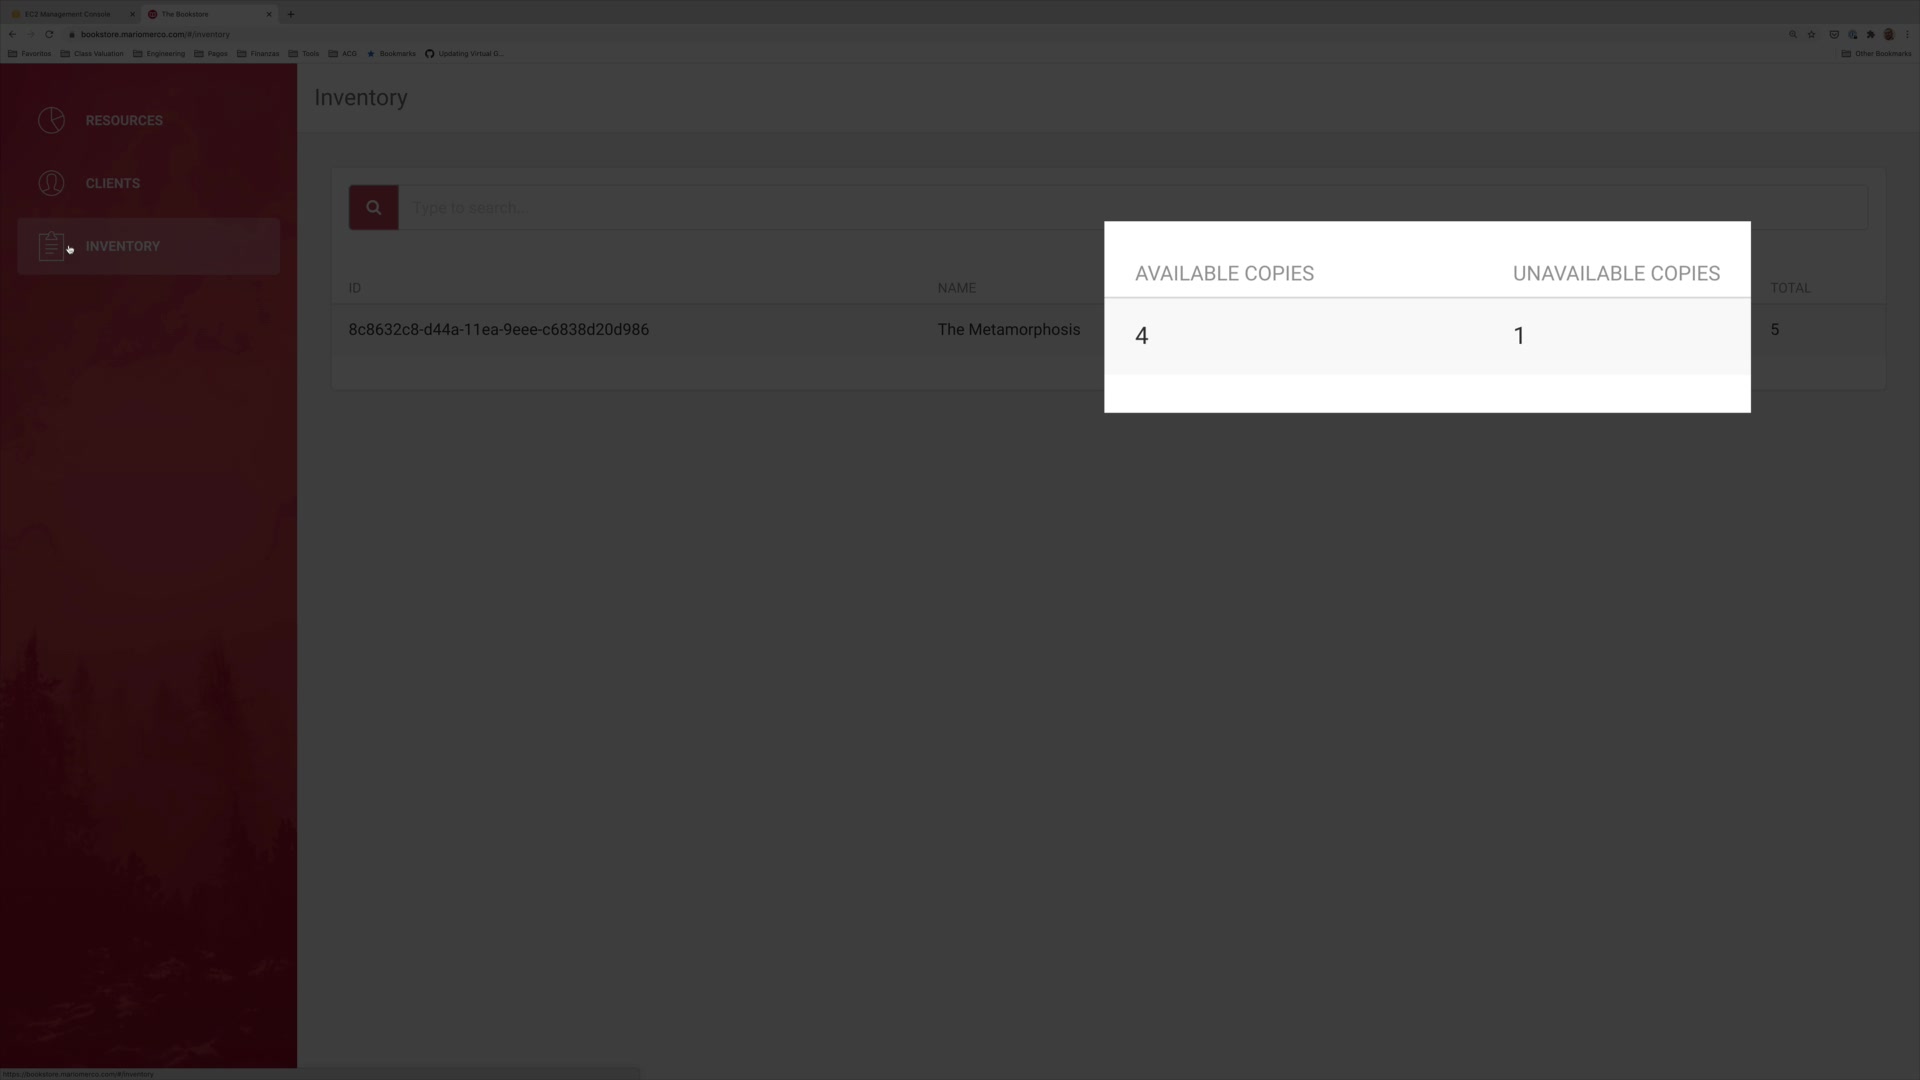 EC2 Management Console
The Bookstore
bookstore.mariomerco.com/#/inventory
Favoritos
Class Valuation
Engineering
Pagos
Finanzas
Tools
ACG
Bookmarks
Updating Virtual G...
Other Bookmarks
RESOURCES
CLIENTS
INVENTORY
Inventory
Type to search...
ID NAME AVAILABLE COPIES UNAVAILABLE COPIES TOTAL
8c8632c8-d44a-11ea-9eee-c6838d20d986 The Metamorphosis 4 1 5
https://bookstore.mariomerco.com/#/inventory